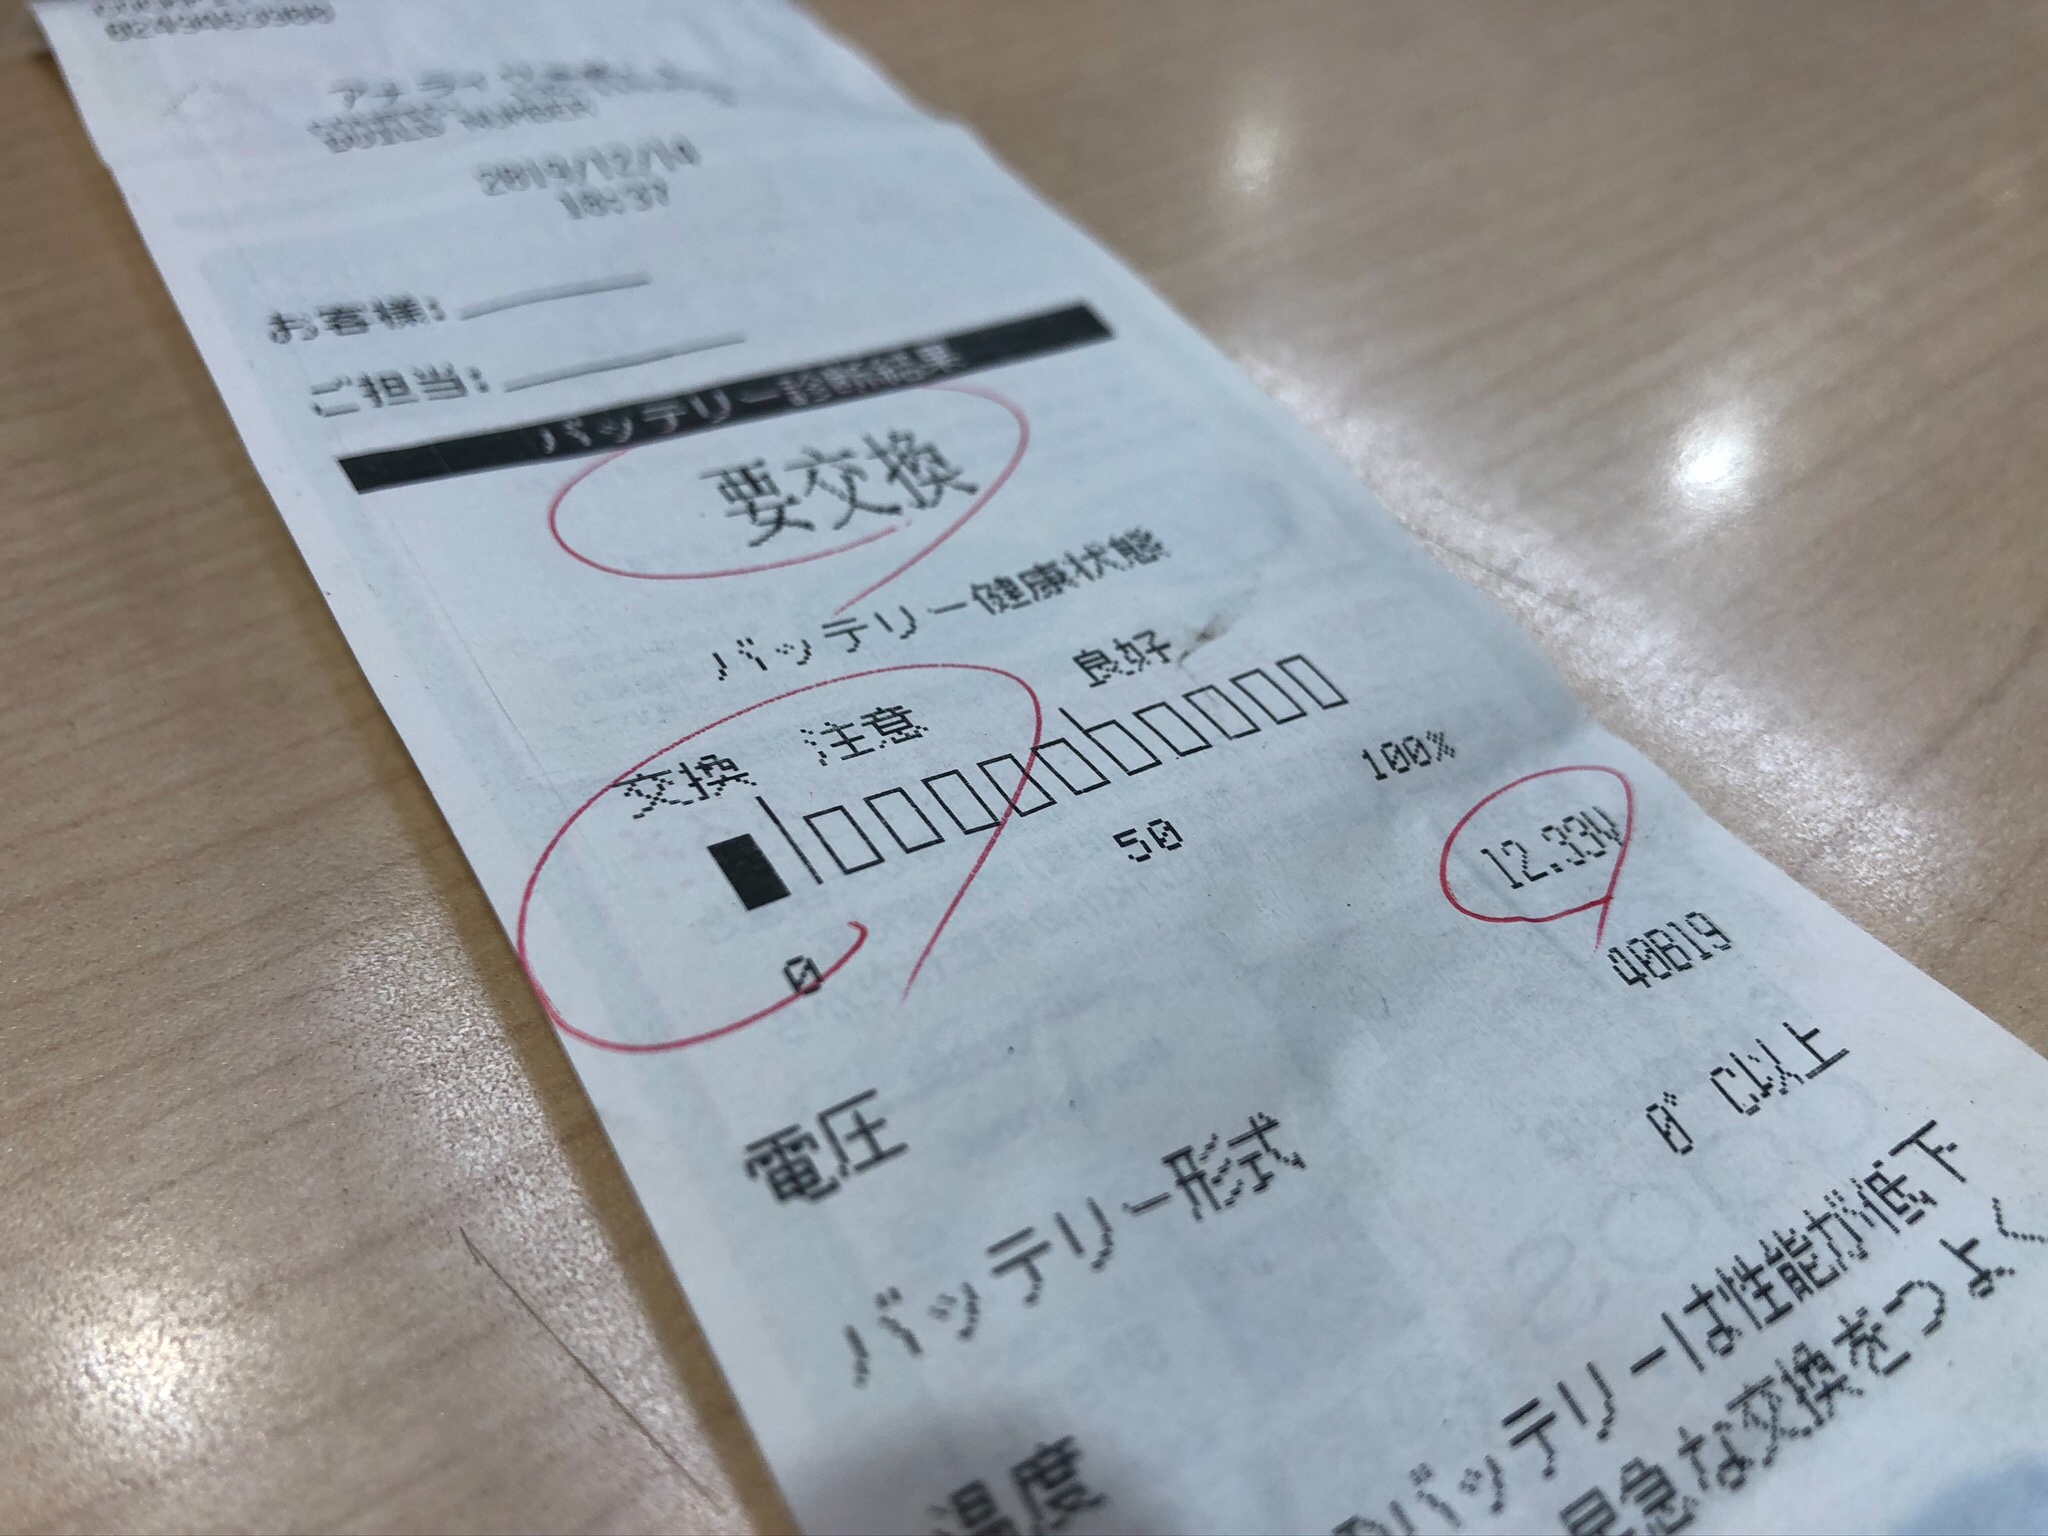 2019/12/14
お客様:
ご担当:
バッテリー診断結果
要交換
バッテリー健康状態
交換 注意 良好
0 50 100%
電圧 12.33V
バッテリー形式 40B19
温度 0°C以上
バッテリーは性能が低下
早急な交換をつよく